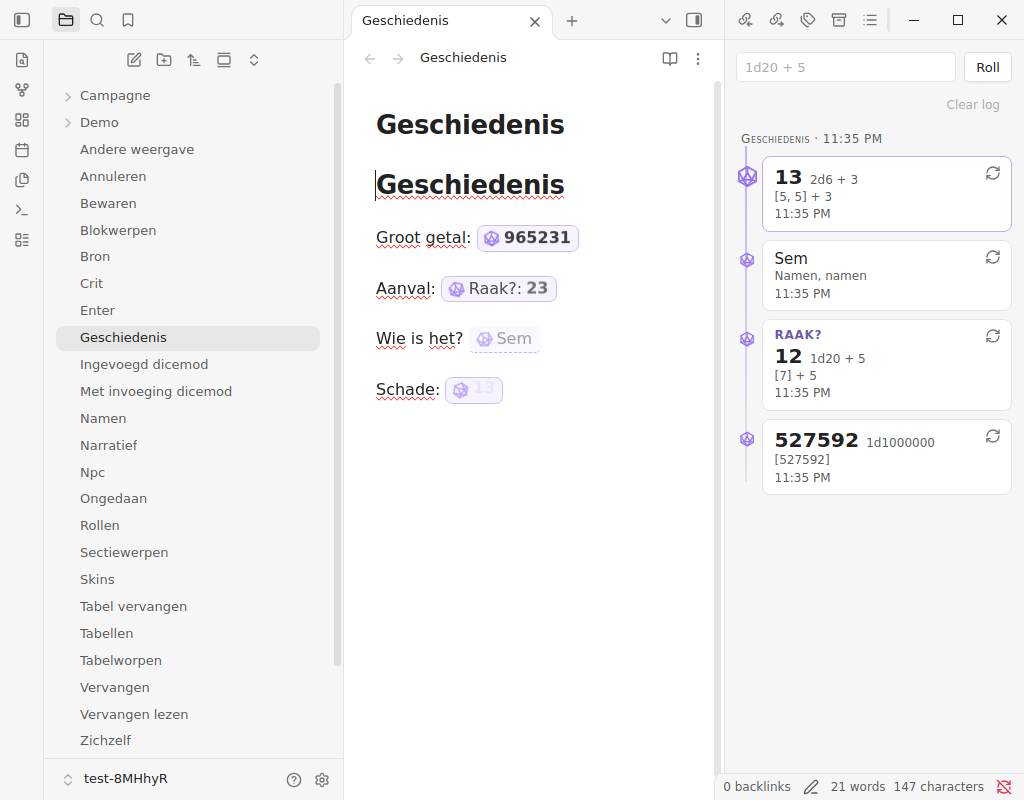 Geschiedenis
Geschiedenis
1d20 + 5
Roll
Clear log
Campagne
Demo
Andere weergave
Annuleren
Bewaren
Blokwerpen
Bron
Crit
Enter
Geschiedenis
Ingevoegd dicemod
Met invoeging dicemod
Namen
Narratief
Npc
Ongedaan
Rollen
Sectiewerpen
Skins
Tabel vervangen
Tabellen
Tabelworpen
Vervangen
Vervangen lezen
Zichzelf
test-8MHhyR
Geschiedenis
Geschiedenis
Groot getal: 965231
Aanval: Raak?: 23
Wie is het? Sem
Schade: 13
Geschiedenis · 11:35 PM
13 2d6 + 3
[5, 5] + 3
11:35 PM
Sem
Namen, namen
11:35 PM
RAAK?
12 1d20 + 5
[7] + 5
11:35 PM
527592 1d1000000
[527592]
11:35 PM
0 backlinks 21 words 147 characters